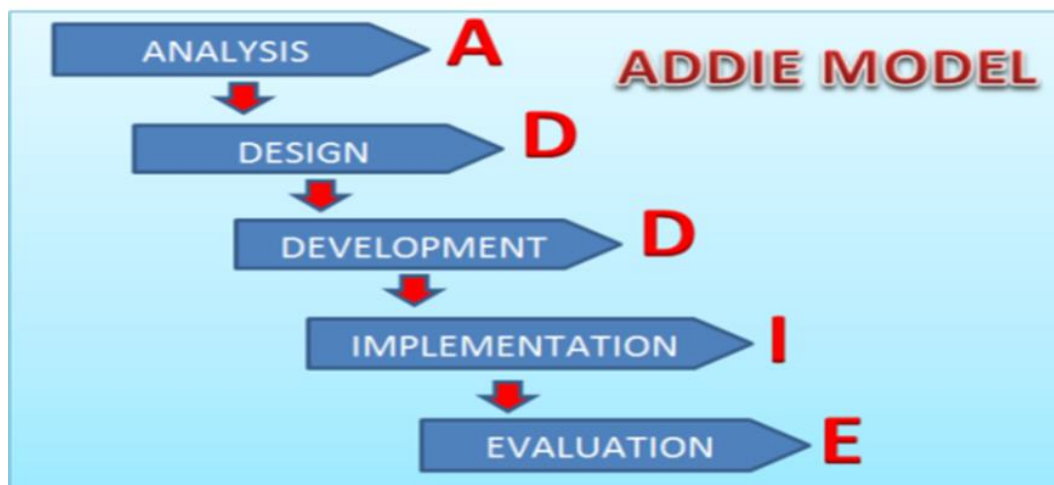 ANALYSIS A
ADDIE MODEL
DESIGN D
DEVELOPMENT D
IMPLEMENTATION I
EVALUATION E